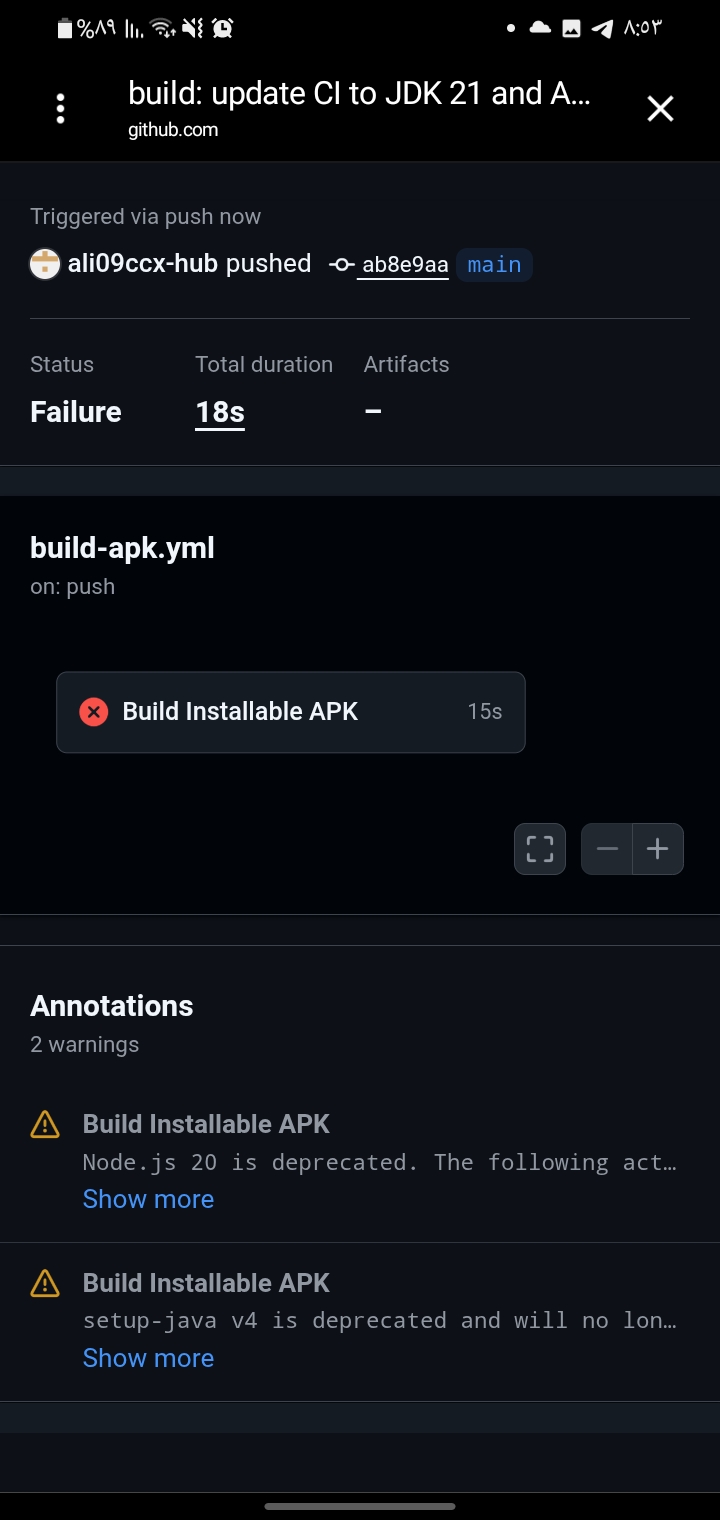 %٨٩ ٨:٥٣
build: update CI to JDK 21 and A...
github.com
Triggered via push now
ali09ccx-hub pushed ab8e9aa main
Status Total duration Artifacts
Failure 18s –
build-apk.yml
on: push
Build Installable APK 15s
Annotations
2 warnings
Build Installable APK
Node.js 20 is deprecated. The following act…
Show more
Build Installable APK
setup-java v4 is deprecated and will no lon…
Show more